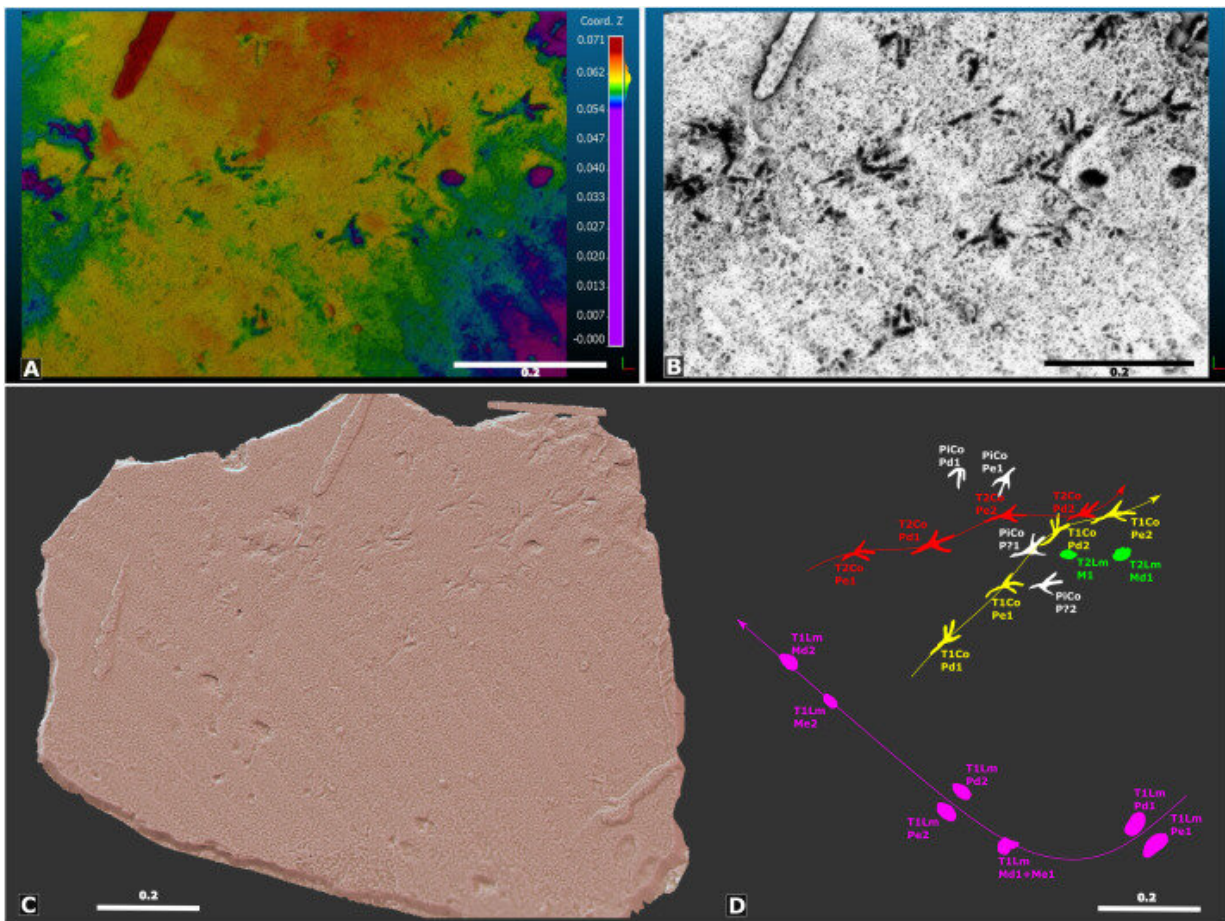 Coord. Z
0.071
0.062
0.054
0.047
0.040
0.033
0.027
0.020
0.013
0.007
-0.000
0.2
A
0.2
B
0.2
C
PiCo
Pd1
PiCo
Pe1
T2Co
Pe2
T2Co
Pd2
T2Co
Pd1
T1Co
Pe2
PiCo
P?1
T1Co
Pd2
T2Co
Pe1
T2Lm
M1
T2Lm
Md1
T1Co
Pe1
PiCo
P?2
T1Co
Pd1
T1Lm
Md2
T1Lm
Me2
T1Lm
Pd2
T1Lm
Pd1
T1Lm
Pe2
T1Lm
Pe1
T1Lm
Md1+Me1
0.2
D